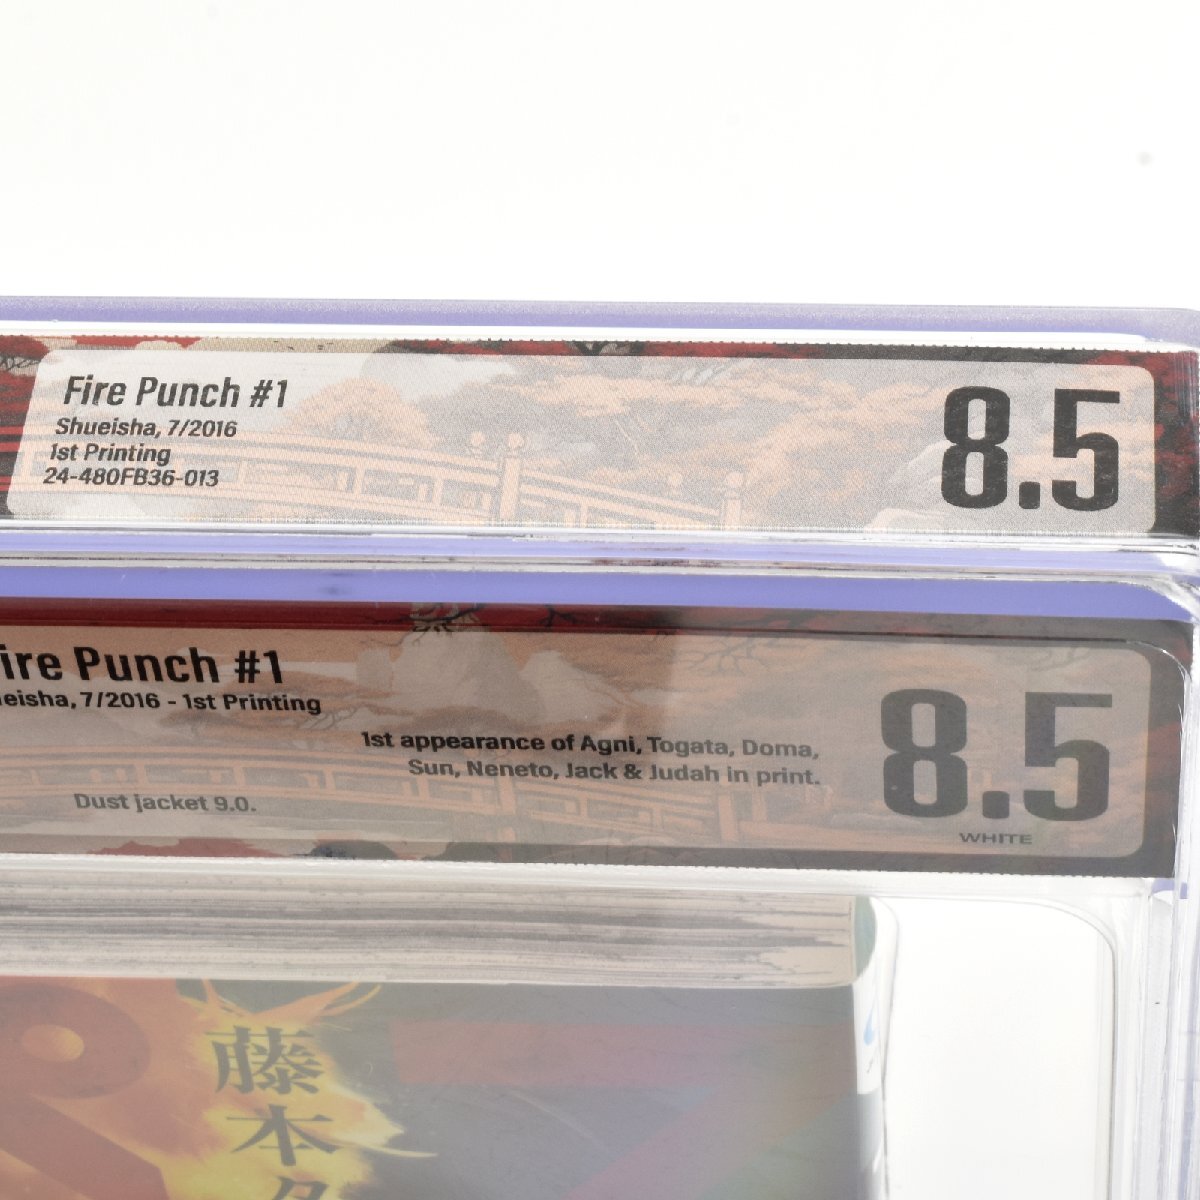 Fire Punch #1
Shueisha, 7/2016
1st Printing
24-480FB36-013
8.5
ire Punch #1
eisha, 7/2016 - 1st Printing
1st appearance of Agni, Togata, Doma,
Sun, Neneto, Jack & Judah in print.
Dust jacket 9.0.
8.5
WHITE
藤本タ